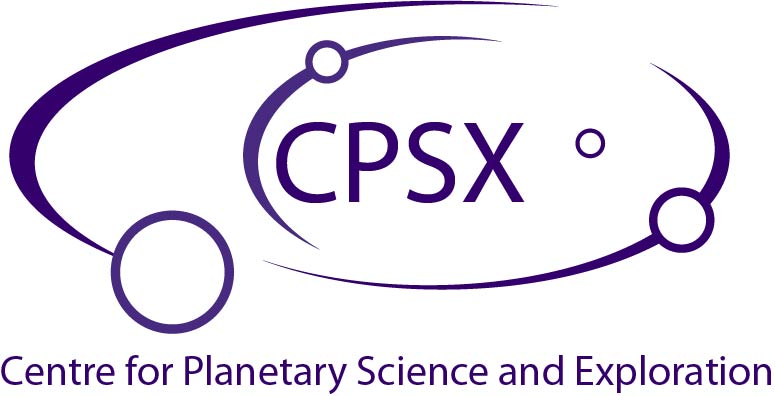 CPSX
Centre for Planetary Science and Exploration